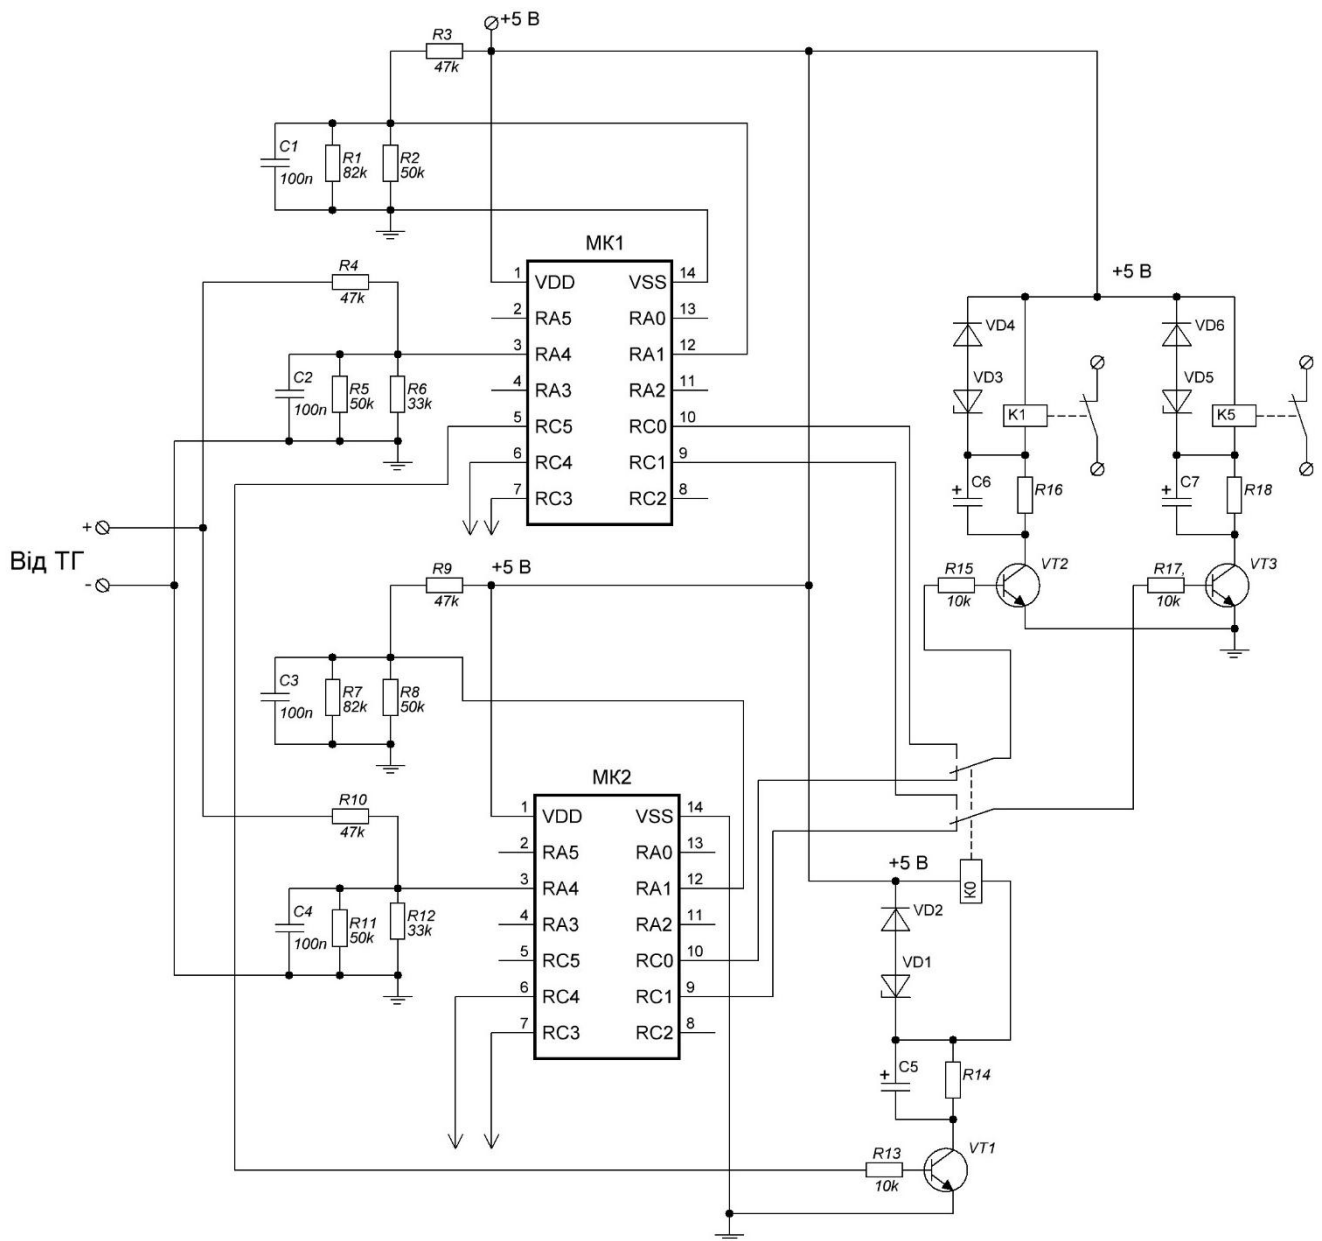 +5 В
R3
47k
C1
100n
R1
82k
R2
50k
МК1
1 VDD VSS 14
2 RA5 RA0 13
3 RA4 RA1 12
4 RA3 RA2 11
5 RC5 RC0 10
6 RC4 RC1 9
7 RC3 RC2 8
R4
47k
C2
100n
R5
50k
R6
33k
+
Від ТГ
-
+5 В
VD4
VD3
K1
C6
+
R16
R15
10k
VT2
VD6
VD5
K5
C7
+
R18
R17,
10k
VT3
R9
47k
+5 В
C3
100n
R7
82k
R8
50k
МК2
1 VDD VSS 14
2 RA5 RA0 13
3 RA4 RA1 12
4 RA3 RA2 11
5 RC5 RC0 10
6 RC4 RC1 9
7 RC3 RC2 8
R10
47k
C4
100n
R11
50k
R12
33k
+5 В
K0
VD2
VD1
C5
+
R14
R13
10k
VT1